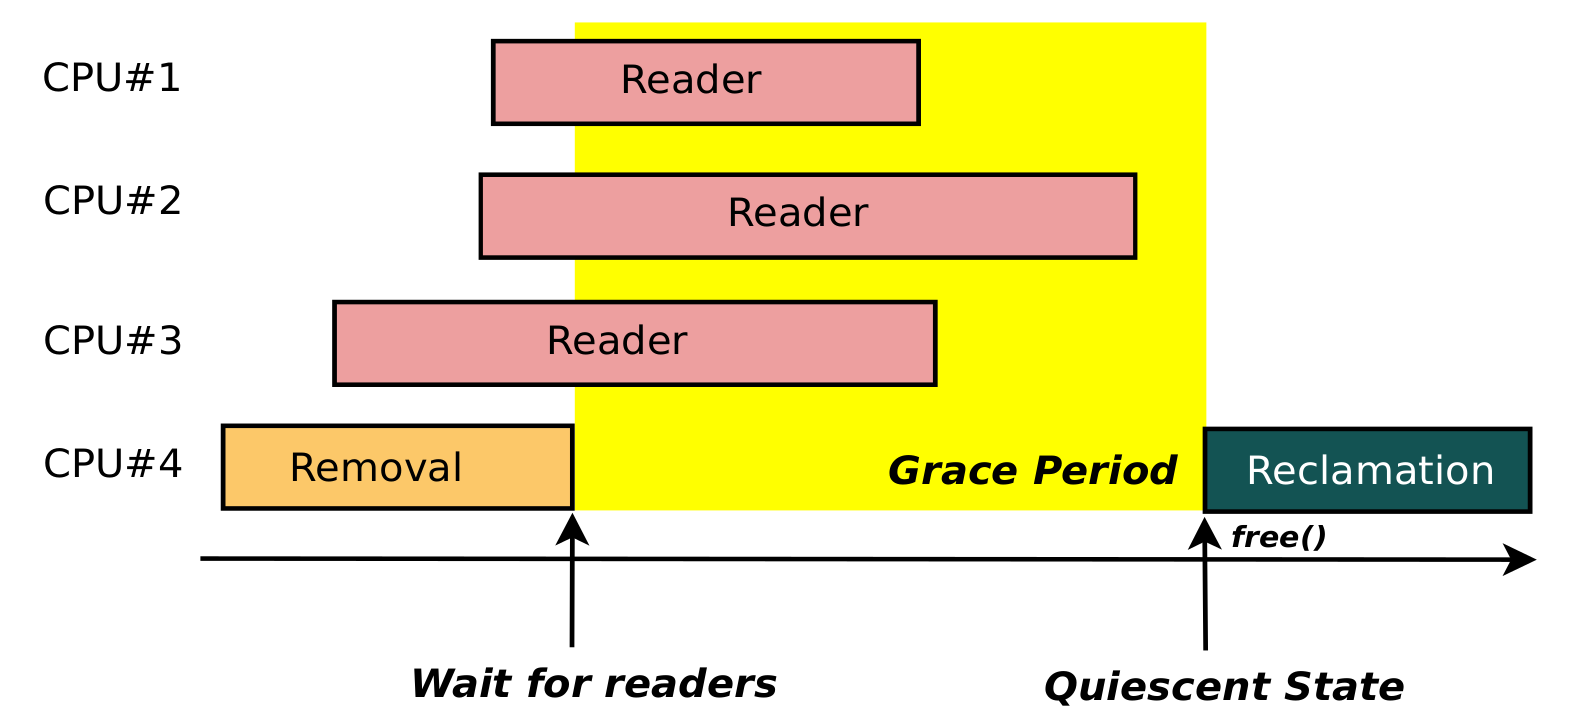 CPU#1
Reader
CPU#2
Reader
CPU#3
Reader
CPU#4
Removal
Grace Period
Reclamation
free()
Wait for readers
Quiescent State